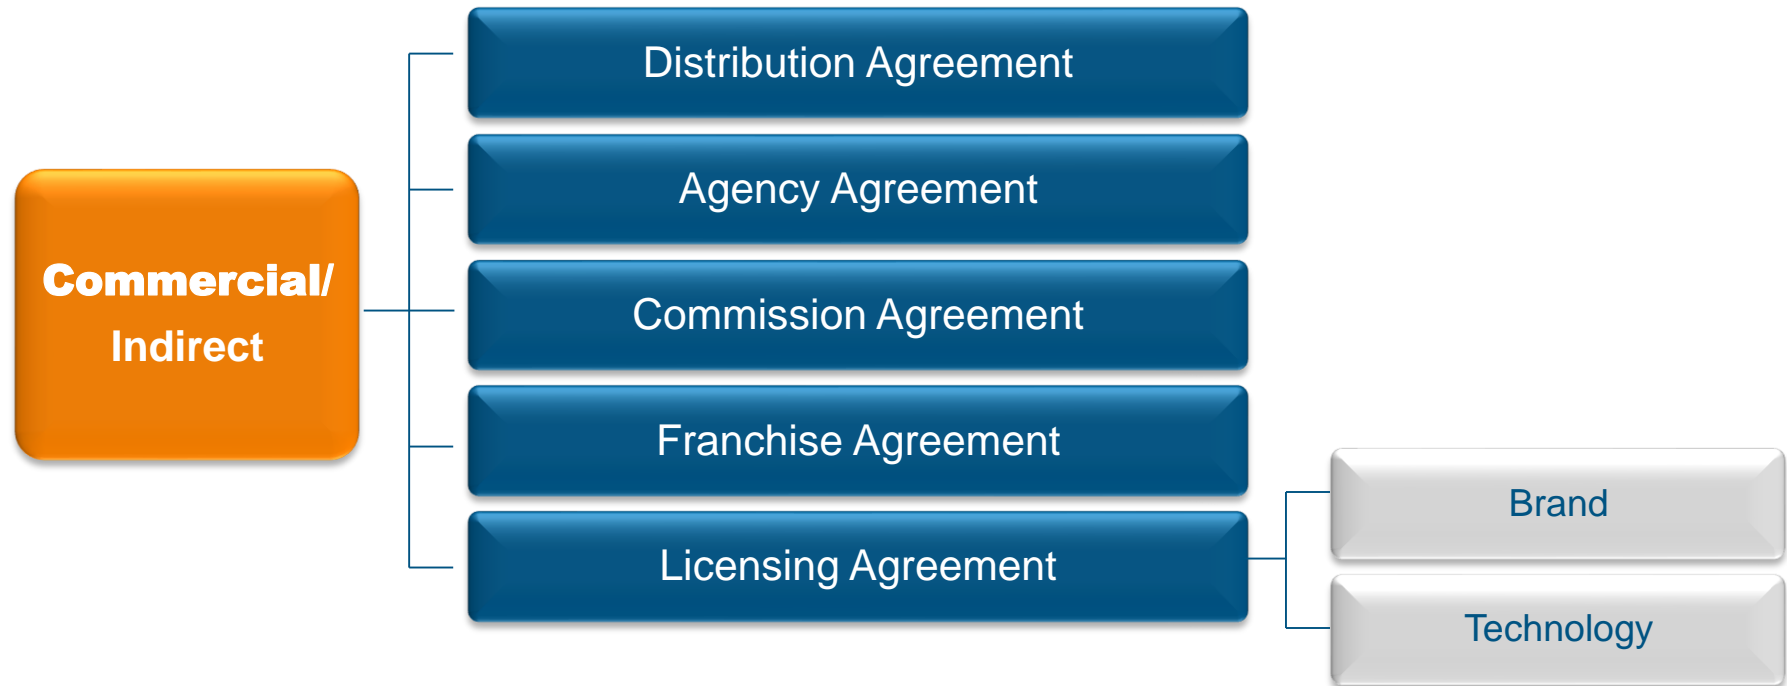 Commercial/
Indirect
Distribution Agreement
Agency Agreement
Commission Agreement
Franchise Agreement
Licensing Agreement
Brand
Technology